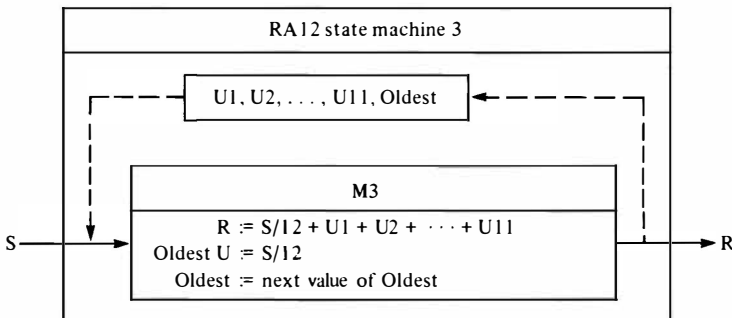 RA12 state machine 3
U1, U2, . . . , U11, Oldest
M3
R := S/12 + U1 + U2 + · · · + U11
Oldest U := S/12
Oldest := next value of Oldest
S
R